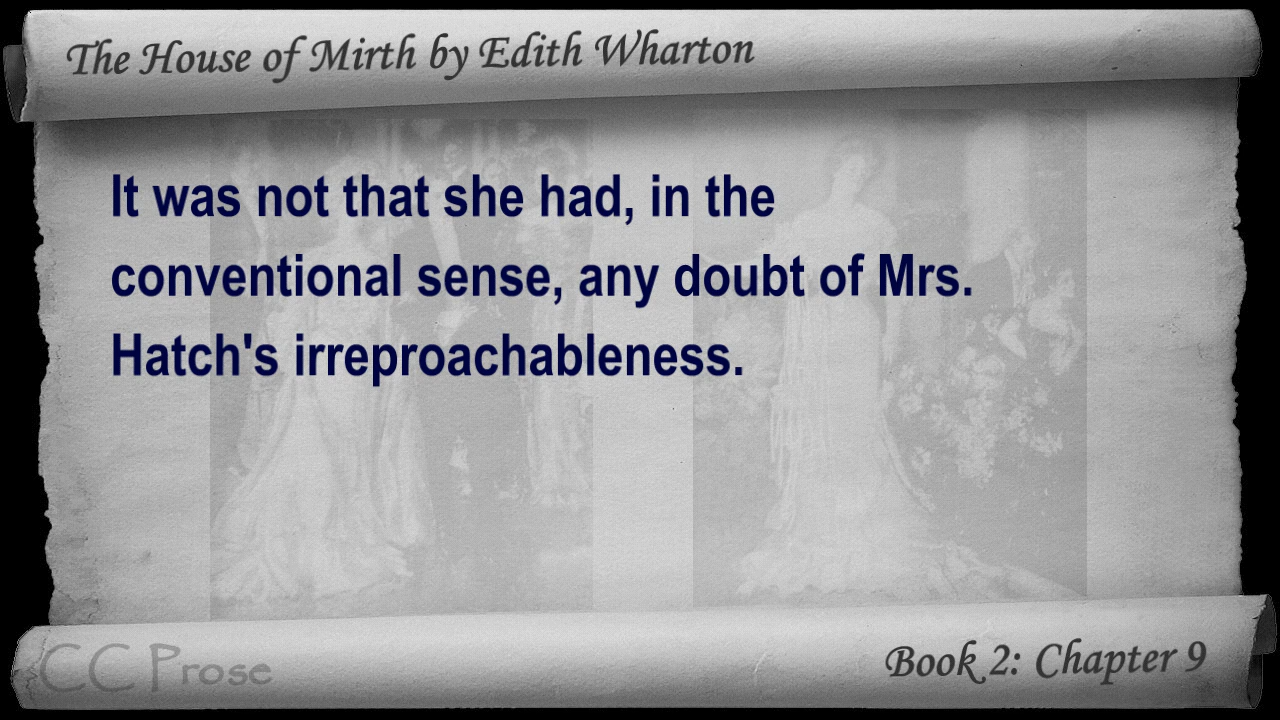 The House of Mirth by Edith Wharton
It was not that she had, in the
conventional sense, any doubt of Mrs.
Hatch's irreproachableness.
CC Prose
Book 2: Chapter 9